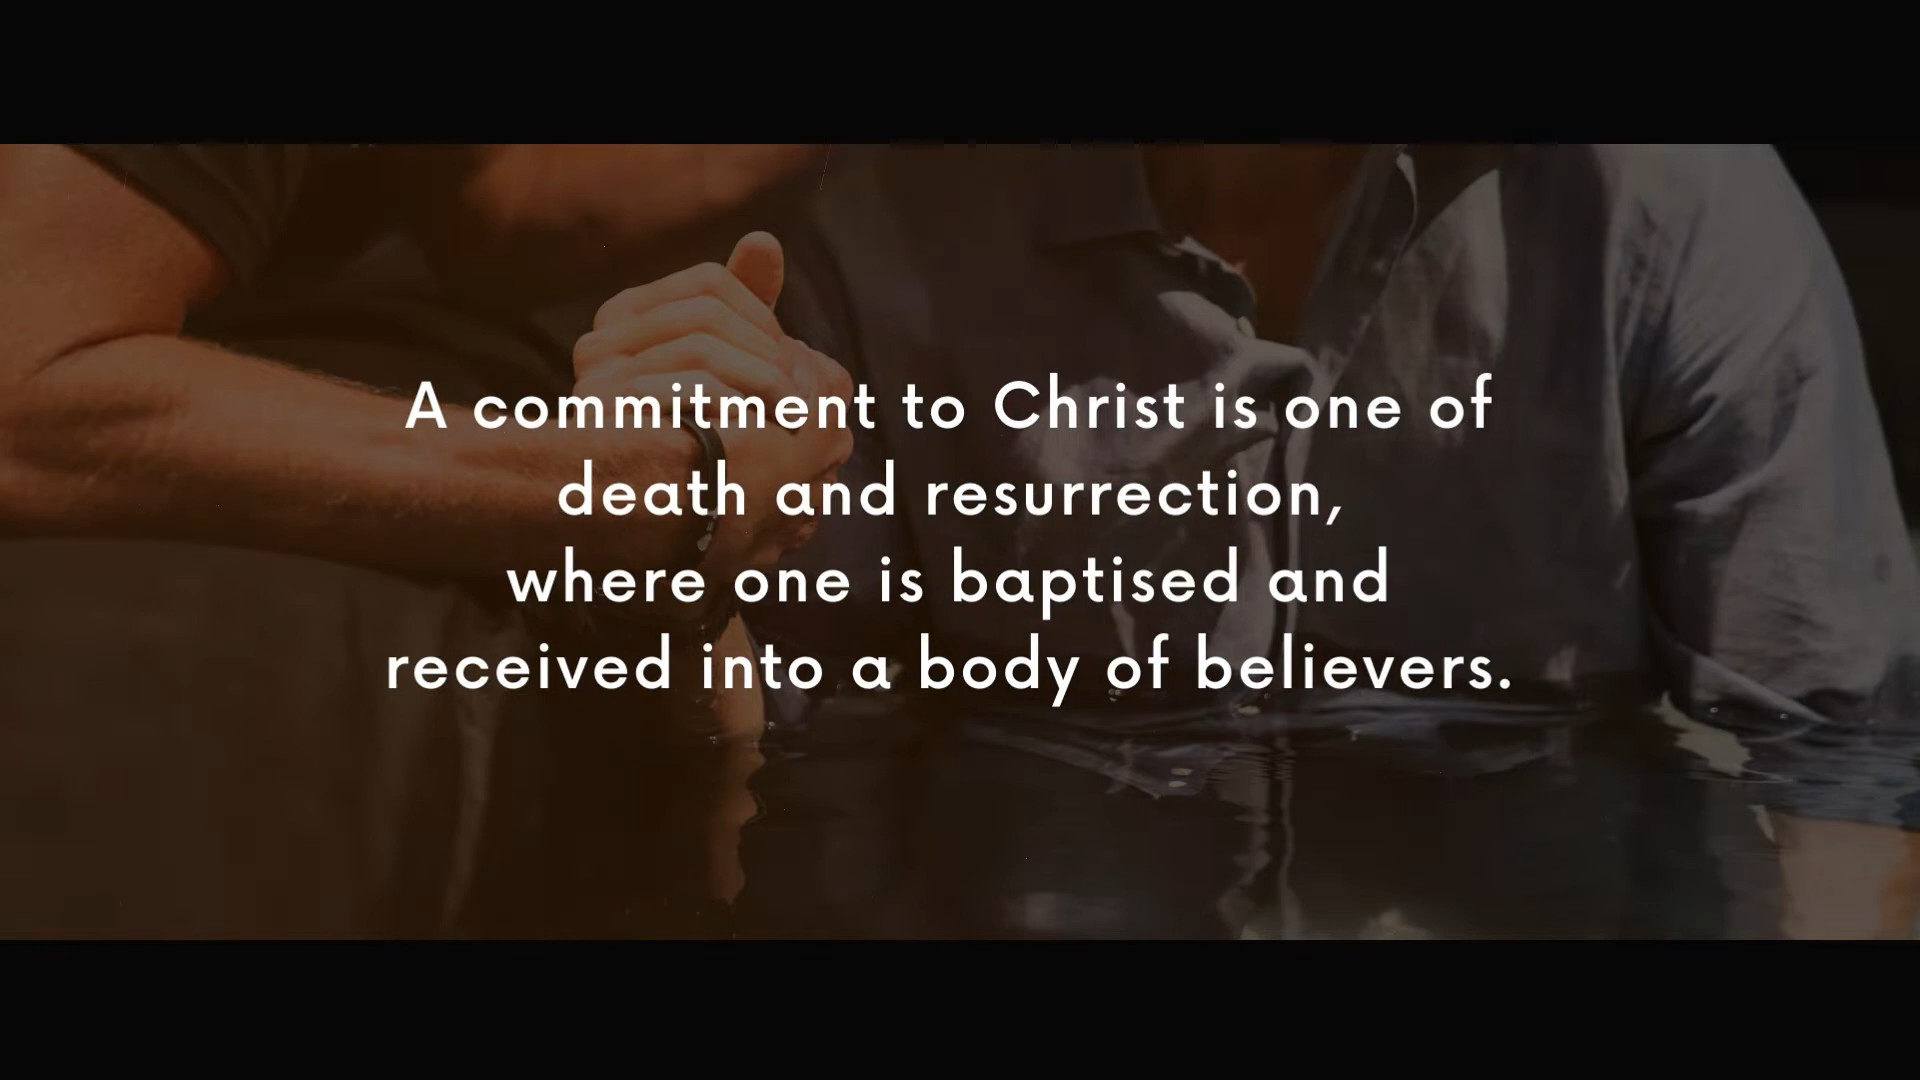 A commitment to Christ is one of
death and resurrection,
where one is baptised and
received into a body of believers.